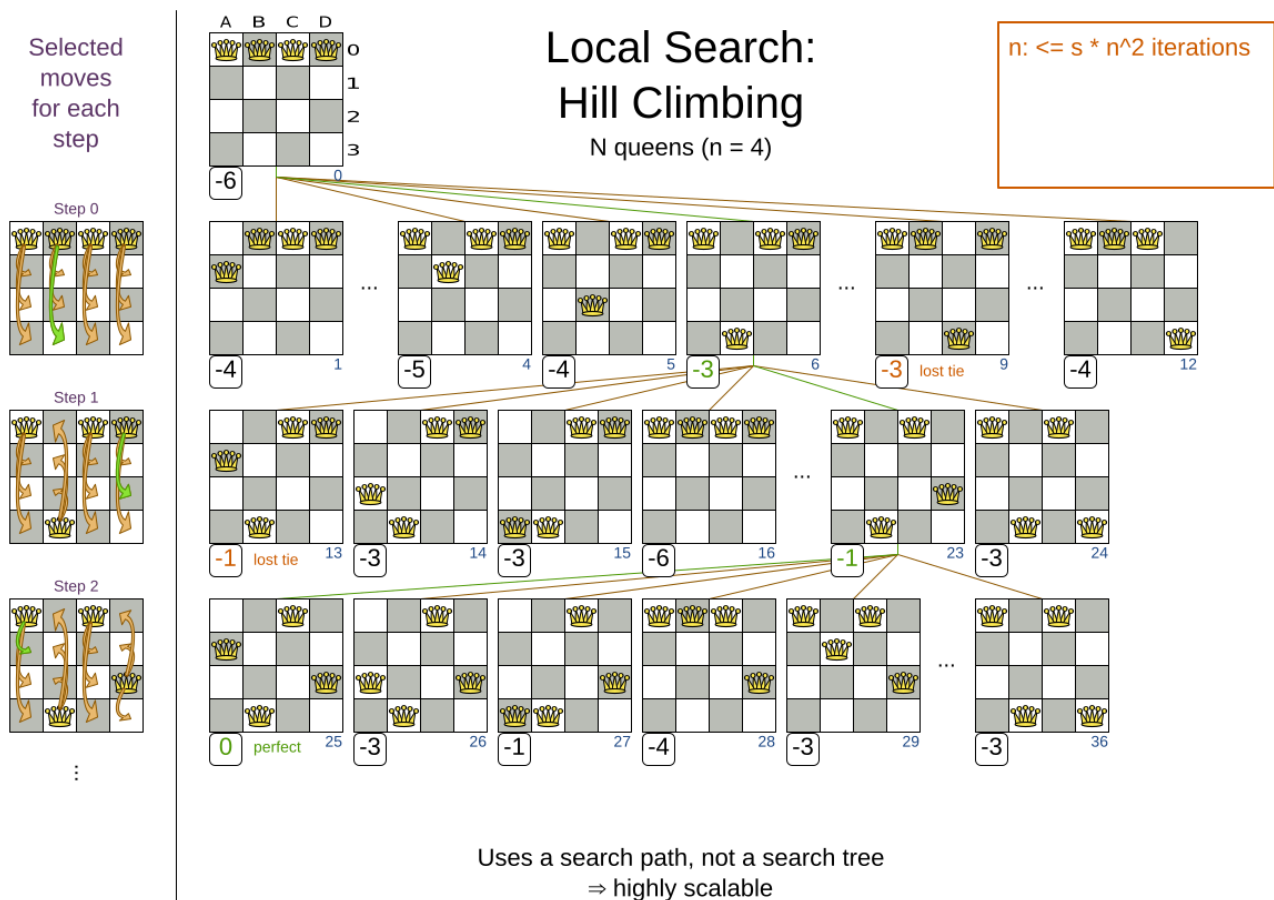 Selected
moves
for each
step
A B C D
0
1
2
3
-6
0
Local Search:
Hill Climbing
N queens (n = 4)
n: <= s * n^2 iterations
Step 0
...
...
...
-4
1
-5
4
-4
5
-3
6
-3 lost tie
9
-4
12
Step 1
...
-1 lost tie
13
-3
14
-3
15
-6
16
-1
23
-3
24
Step 2
...
0 perfect
25
-3
26
-1
27
-4
28
-3
29
-3
36
...
Uses a search path, not a search tree
⇒ highly scalable